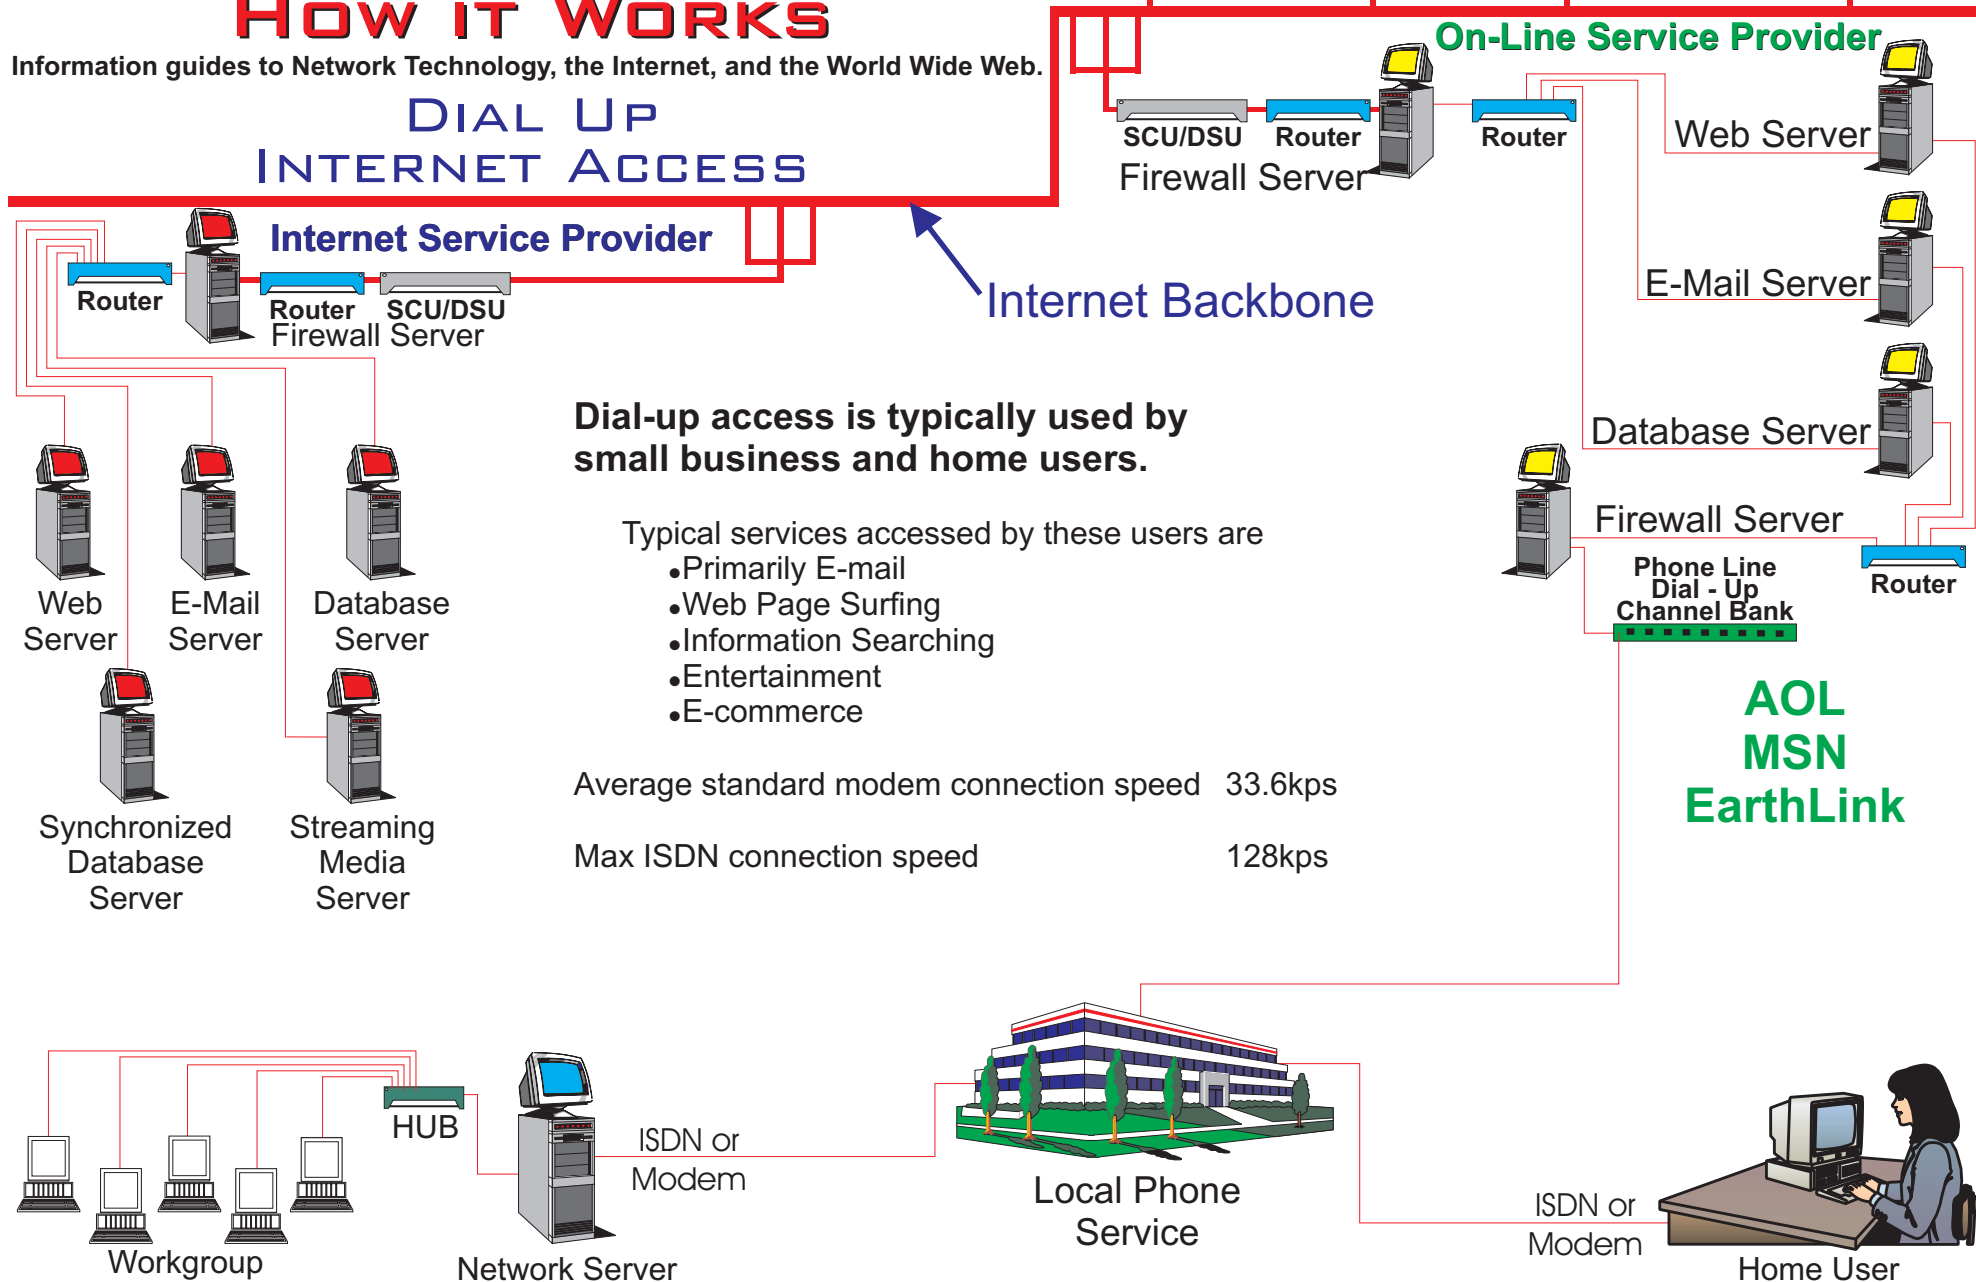 HOW IT WORKS
Information guides to Network Technology, the Internet, and the World Wide Web.
DIAL UP
INTERNET ACCESS
On-Line Service Provider
SCU/DSU
Router
Firewall Server
Router
Web Server
E-Mail Server
Database Server
Firewall Server
Router
Phone Line
Dial - Up
Channel Bank
AOL
MSN
EarthLink
Internet Service Provider
Router
Router
SCU/DSU
Firewall Server
Internet Backbone
Web
Server
E-Mail
Server
Database
Server
Synchronized
Database
Server
Streaming
Media
Server
Dial-up access is typically used by
small business and home users.
Typical services accessed by these users are
•Primarily E-mail
•Web Page Surfing
•Information Searching
•Entertainment
•E-commerce
Average standard modem connection speed 33.6kps
Max ISDN connection speed 128kps
HUB
Workgroup
Network Server
ISDN or
Modem
Local Phone
Service
ISDN or
Modem
Home User